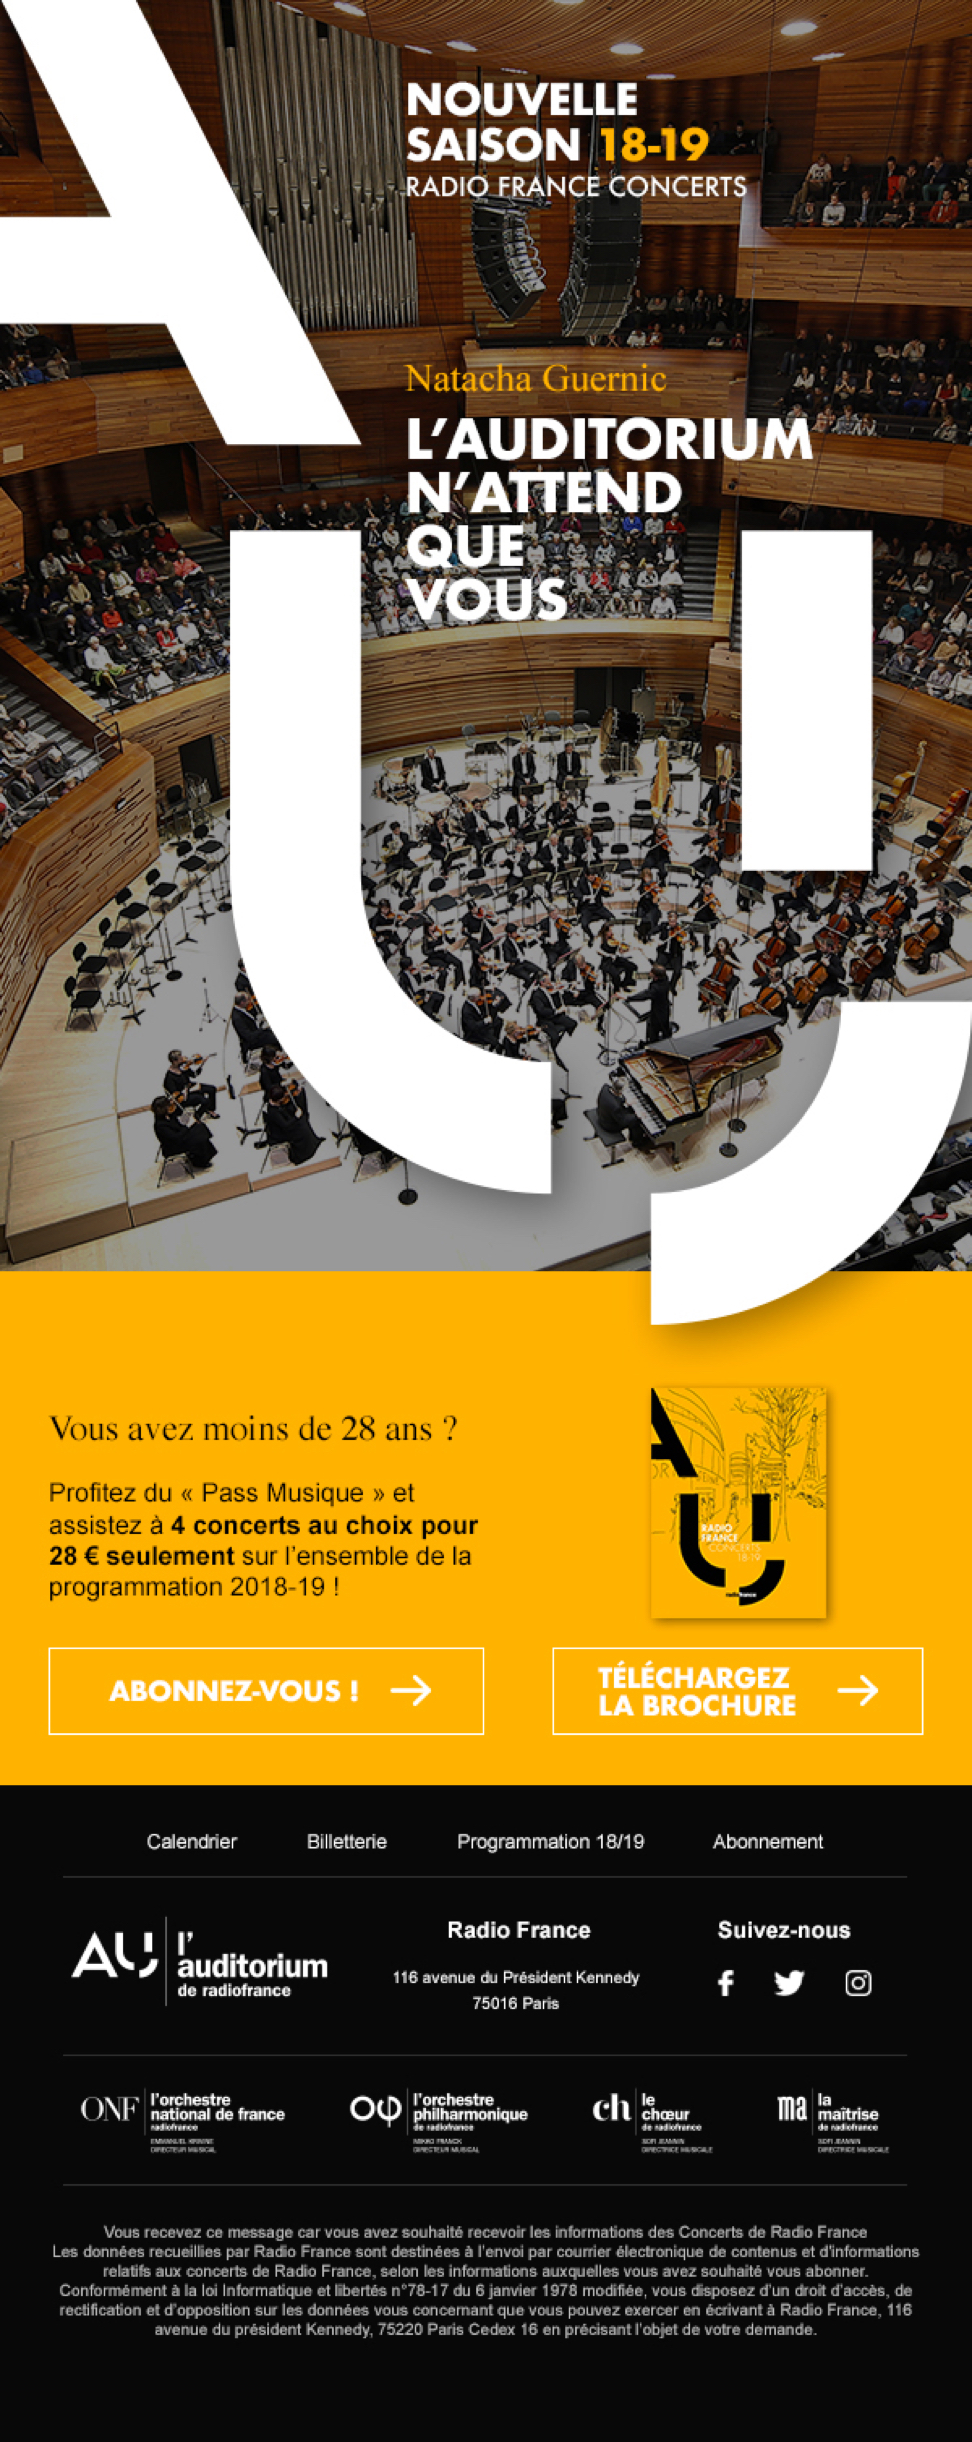 NOUVELLE
SAISON 18-19
RADIO FRANCE CONCERTS
Natacha Guernic
L'AUDITORIUM
N'ATTEND
QUE
VOUS
Vous avez moins de 28 ans ?
Profitez du « Pass Musique » et
assistez à 4 concerts au choix pour
28 € seulement sur l'ensemble de la
programmation 2018-19 !
RADIO
FRANCE
CONCERTS
18-19
radiofrance
ABONNEZ-VOUS !
TÉLÉCHARGEZ
LA BROCHURE
Calendrier Billetterie Programmation 18/19 Abonnement
AU l'
auditorium
de radiofrance
Radio France
116 avenue du Président Kennedy
75016 Paris
Suivez-nous
ONF l'orchestre
national de france
radiofrance
EMMANUEL KRIVINE
DIRECTEUR MUSICAL
l'orchestre
philharmonique
de radiofrance
MIKKO FRANCK
DIRECTEUR MUSICAL
ch le
chœur
de radiofrance
SOFI JEANNIN
DIRECTRICE MUSICALE
ma la
maîtrise
de radiofrance
SOFI JEANNIN
DIRECTRICE MUSICALE
Vous recevez ce message car vous avez souhaité recevoir les informations des Concerts de Radio France
Les données recueillies par Radio France sont destinées à l'envoi par courrier électronique de contenus et d'informations
relatifs aux concerts de Radio France, selon les informations auxquelles vous avez souhaité vous abonner.
Conformément à la loi Informatique et libertés n°78-17 du 6 janvier 1978 modifiée, vous disposez d'un droit d'accès, de
rectification et d'opposition sur les données vous concernant que vous pouvez exercer en écrivant à Radio France, 116
avenue du président Kennedy, 75220 Paris Cedex 16 en précisant l'objet de votre demande.